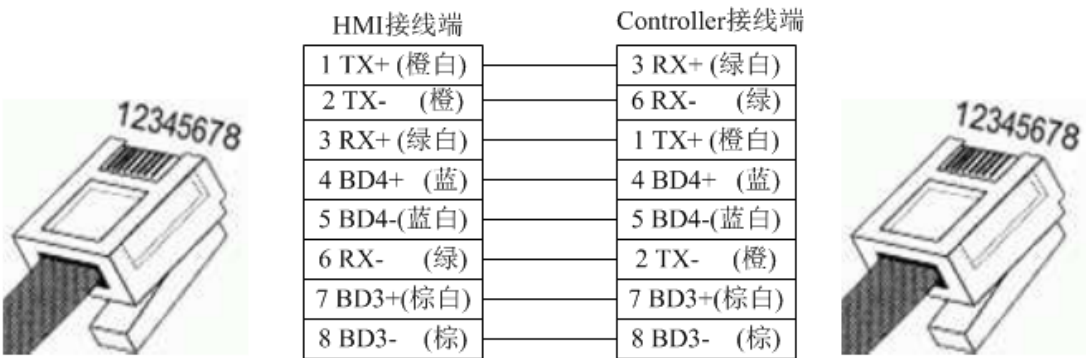 HMI接线端
Controller接线端
12345678
1 TX+ (橙白)
3 RX+ (绿白)
2 TX- (橙)
6 RX- (绿)
3 RX+ (绿白)
1 TX+ (橙白)
4 BD4+ (蓝)
4 BD4+ (蓝)
5 BD4-(蓝白)
5 BD4-(蓝白)
6 RX- (绿)
2 TX- (橙)
7 BD3+(棕白)
7 BD3+(棕白)
8 BD3- (棕)
8 BD3- (棕)
12345678